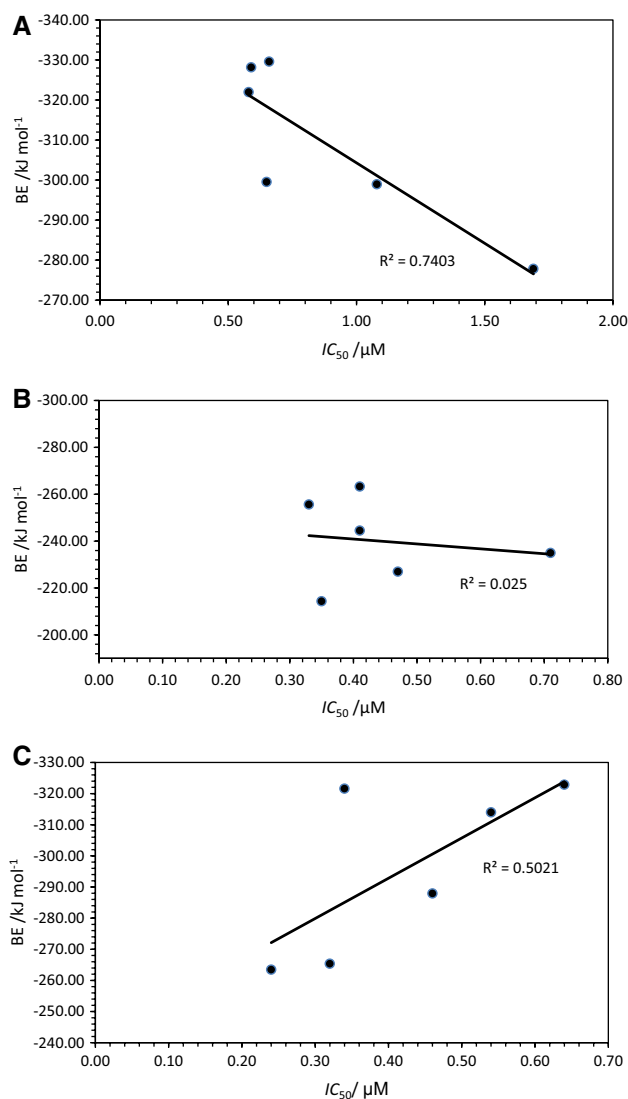 A
-340.00
-330.00
-320.00
-310.00
-300.00
-290.00
-280.00
-270.00
BE /kJ mol⁻¹
R² = 0.7403
0.00 0.50 1.00 1.50 2.00
IC₅₀ /µM
B
-300.00
-280.00
-260.00
-240.00
-220.00
-200.00
BE /kJ mol⁻¹
R² = 0.025
0.00 0.10 0.20 0.30 0.40 0.50 0.60 0.70 0.80
IC₅₀ /µM
C
-330.00
-320.00
-310.00
-300.00
-290.00
-280.00
-270.00
-260.00
-250.00
-240.00
BE /kJ mol⁻¹
R² = 0.5021
0.00 0.10 0.20 0.30 0.40 0.50 0.60 0.70
IC₅₀/ µM